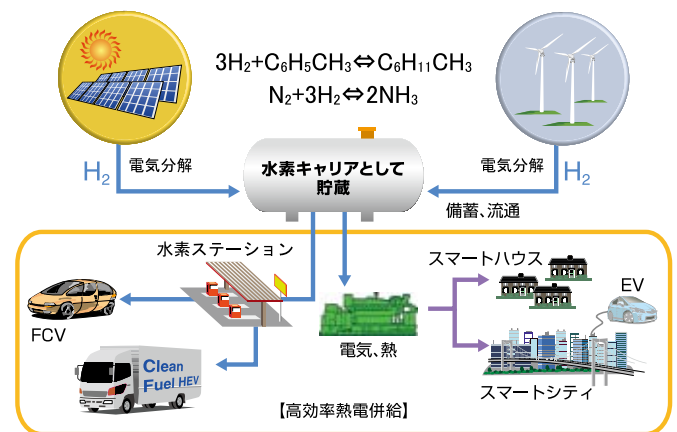 3H₂+C₆H₅CH₃⇔C₆H₁₁CH₃
N₂+3H₂⇔2NH₃
水素キャリアとして
貯蔵
H₂
電気分解
電気分解
H₂
備蓄、流通
水素ステーション
スマートハウス
EV
FCV
電気、熱
Clean
Fuel HEV
スマートシティ
【高効率熱電併給】